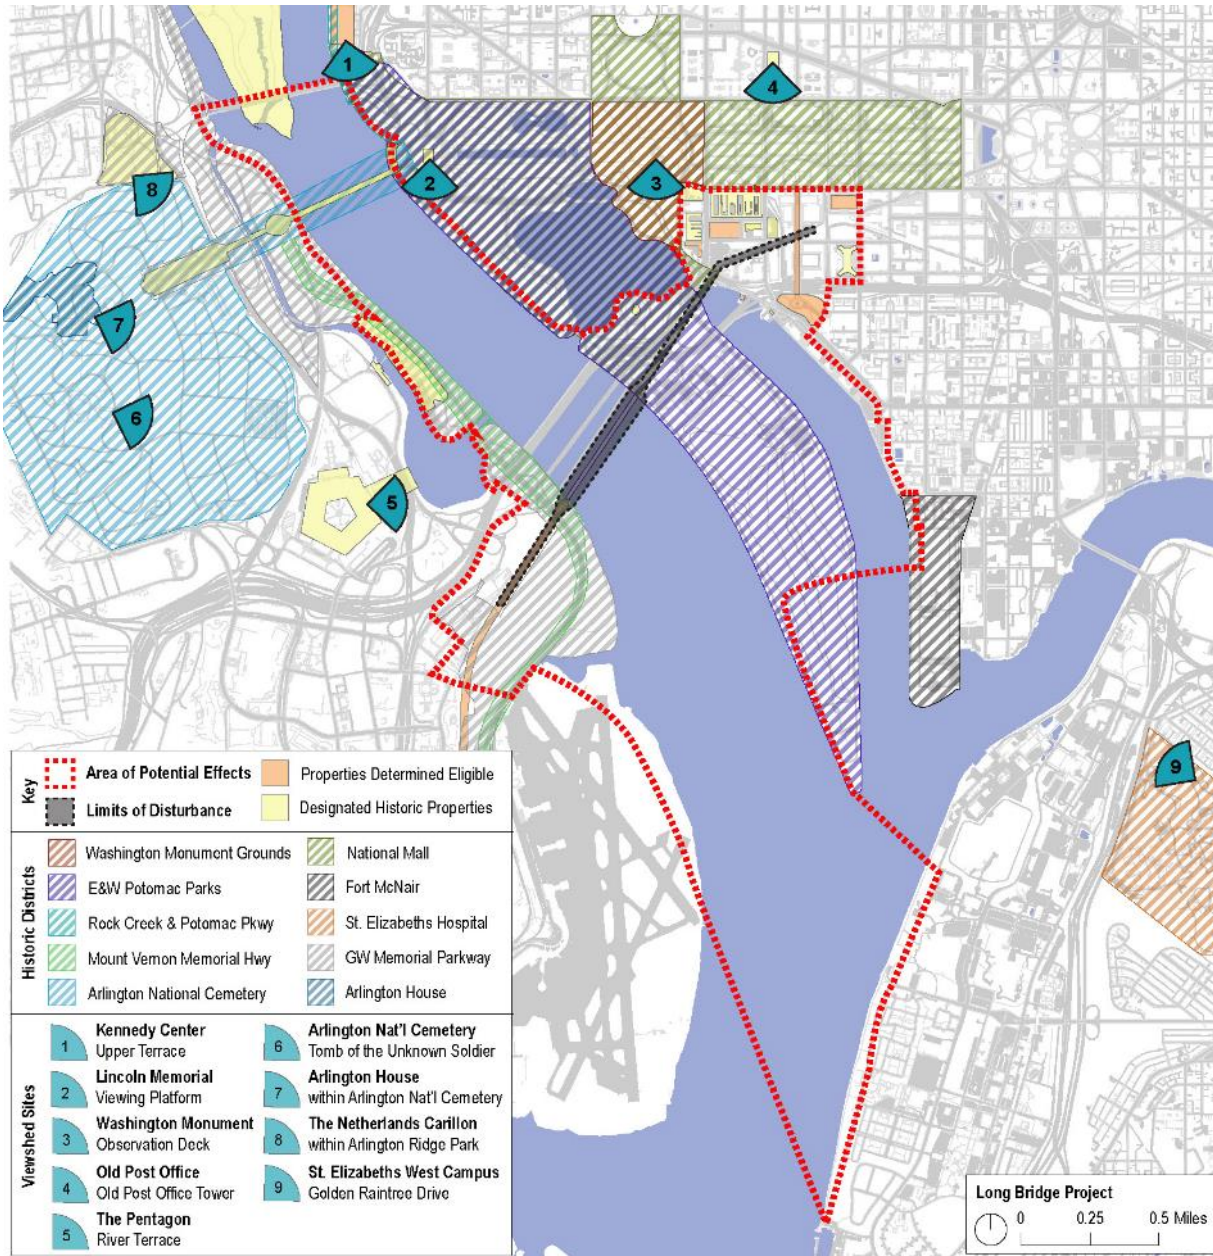 1
4
2
3
8
7
6
5
9
Key
Area of Potential Effects
Properties Determined Eligible
Limits of Disturbance
Designated Historic Properties
Historic Districts
Washington Monument Grounds
National Mall
E&W Potomac Parks
Fort McNair
Rock Creek & Potomac Pkwy
St. Elizabeths Hospital
Mount Vernon Memorial Hwy
GW Memorial Parkway
Arlington National Cemetery
Arlington House
Viewshed Sites
1
Kennedy Center
Upper Terrace
2
Lincoln Memorial
Viewing Platform
3
Washington Monument
Observation Deck
4
Old Post Office
Old Post Office Tower
5
The Pentagon
River Terrace
6
Arlington Nat'l Cemetery
Tomb of the Unknown Soldier
7
Arlington House
within Arlington Nat'l Cemetery
8
The Netherlands Carillon
within Arlington Ridge Park
9
St. Elizabeths West Campus
Golden Raintree Drive
Long Bridge Project
0 0.25 0.5 Miles